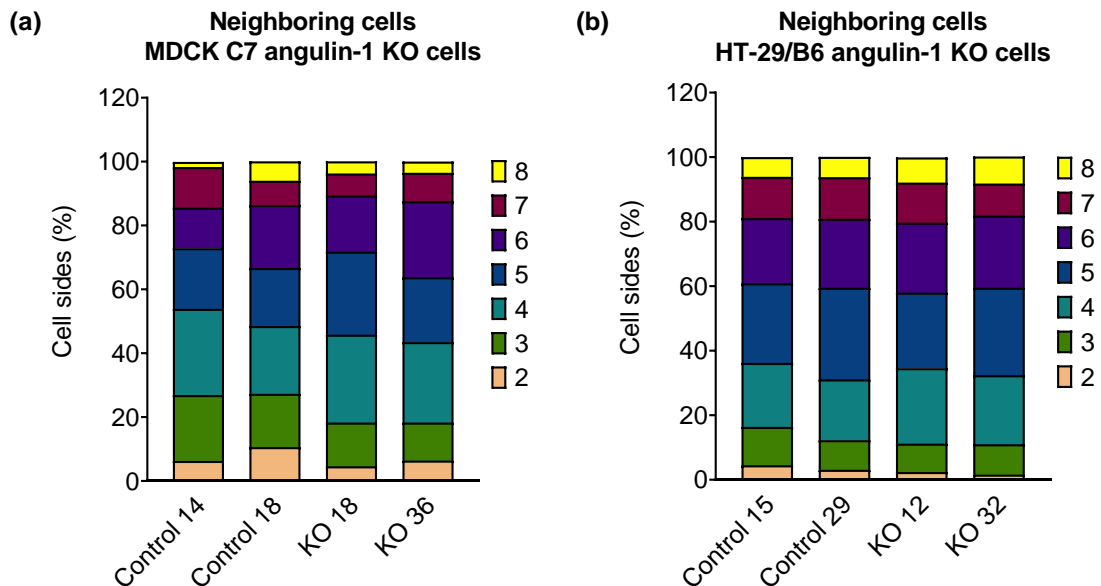 (a)
Neighboring cells
MDCK C7 angulin-1 KO cells
Cell sides (%)
120
100
80
60
40
20
0
Control 14
Control 18
KO 18
KO 36
8
7
6
5
4
3
2
(b)
Neighboring cells
HT-29/B6 angulin-1 KO cells
Cell sides (%)
120
100
80
60
40
20
0
Control 15
Control 29
KO 12
KO 32
8
7
6
5
4
3
2